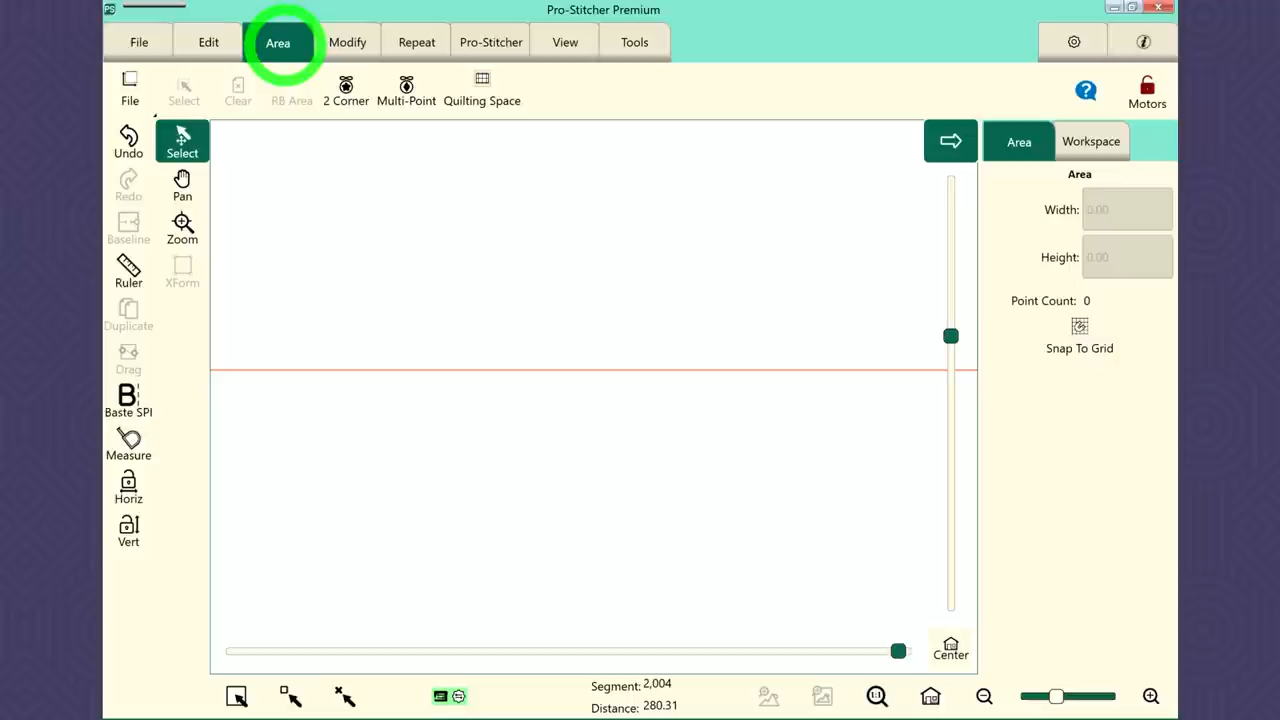 PS
Pro-Stitcher Premium
File Edit Area Modify Repeat Pro-Stitcher View Tools
File Select Clear RB Area 2 Corner Multi-Point Quilting Space Motors
Undo Select
Redo Pan
Baseline Zoom
Ruler XForm
Duplicate
Drag
B
Baste SPI
Measure
Horiz
Vert
Area Workspace
Area
Width: 0.00
Height: 0.00
Point Count: 0
Snap To Grid
Center
Segment: 2,004
Distance: 280.31